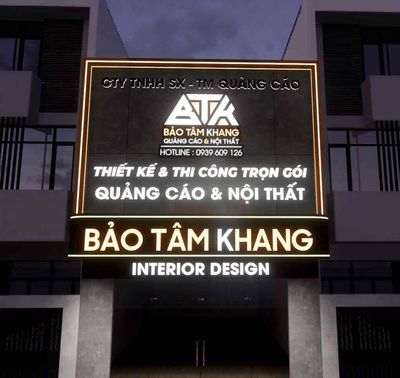 CTY TNHH SX - TM QUẢNG CÁO
BTK
BẢO TÂM KHANG
QUẢNG CÁO & NỘI THẤT
HOTLINE : 0939 609 126
THIẾT KẾ & THI CÔNG TRỌN GÓI
QUẢNG CÁO & NỘI THẤT
BẢO TÂM KHANG
INTERIOR DESIGN